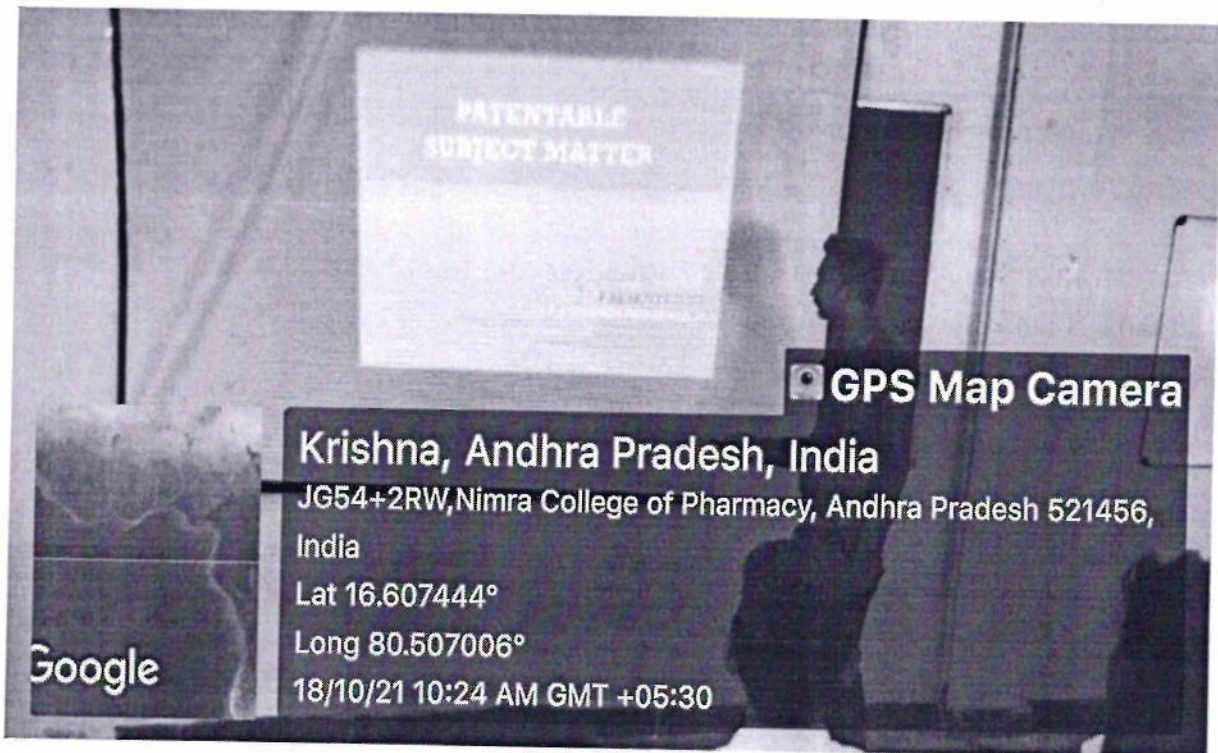 PATENTABLE
SUBJECT MATTER
GPS Map Camera
Krishna, Andhra Pradesh, India
JG54+2RW,Nimra College of Pharmacy, Andhra Pradesh 521456,
India
Lat 16.607444°
Long 80.507006°
18/10/21 10:24 AM GMT +05:30
Google